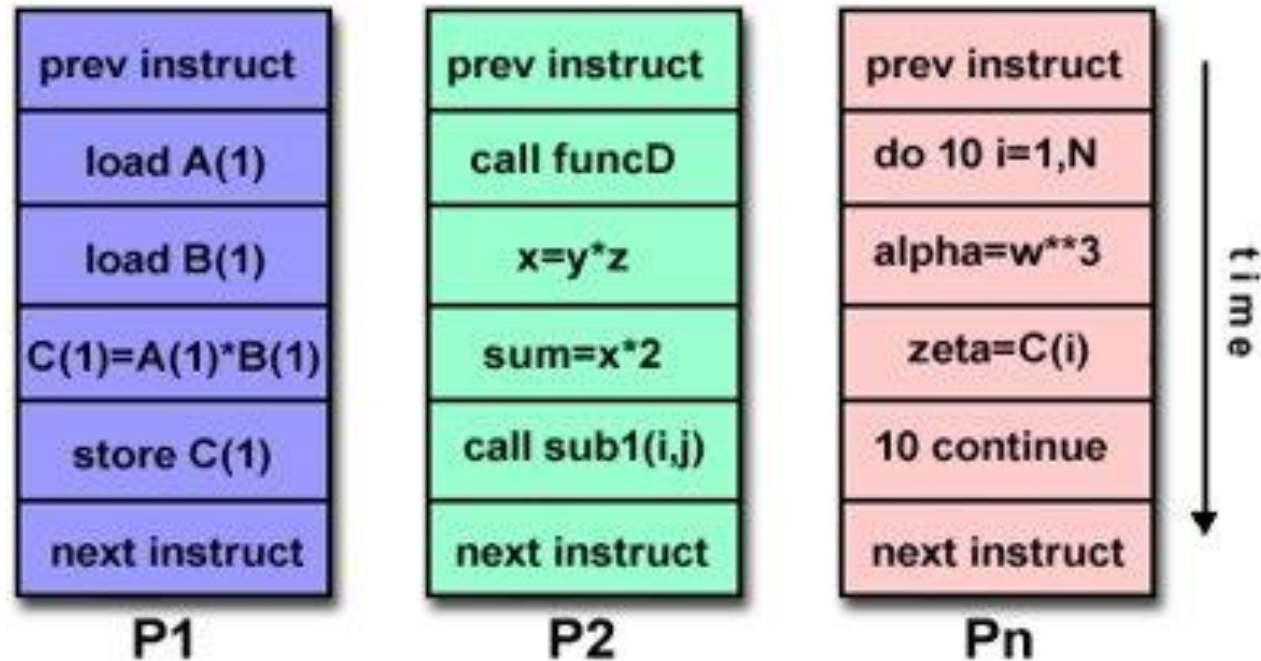 prev instruct
load A(1)
load B(1)
C(1)=A(1)*B(1)
store C(1)
next instruct
P1
prev instruct
call funcD
x=y*z
sum=x*2
call sub1(i,j)
next instruct
P2
prev instruct
do 10 i=1,N
alpha=w**3
zeta=C(i)
10 continue
next instruct
Pn
time